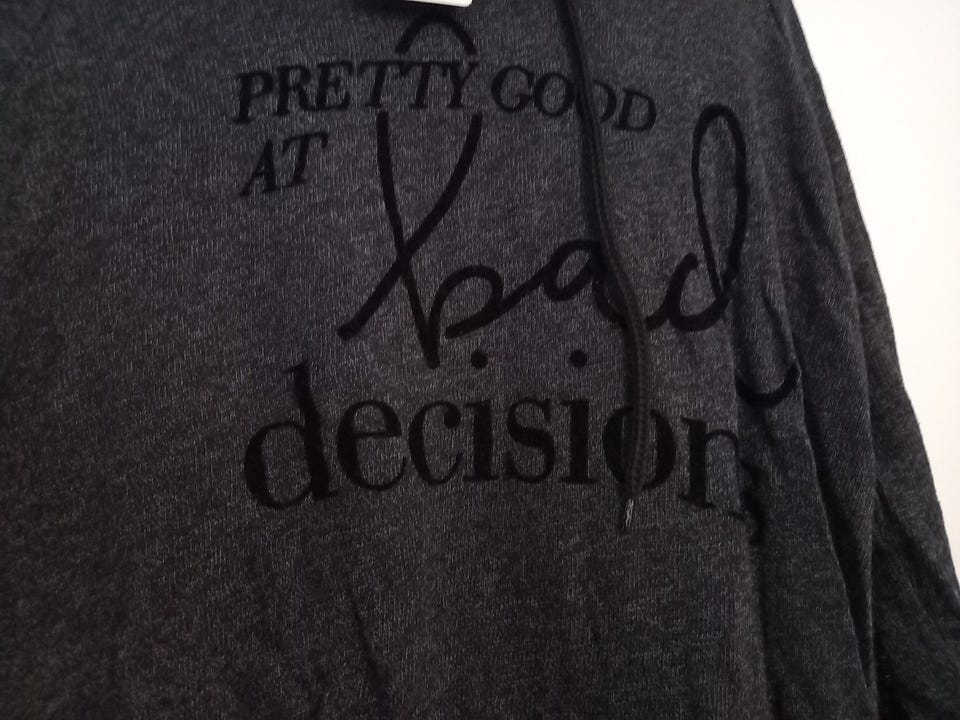 PRETTY GOOD
AT
bad
decisions